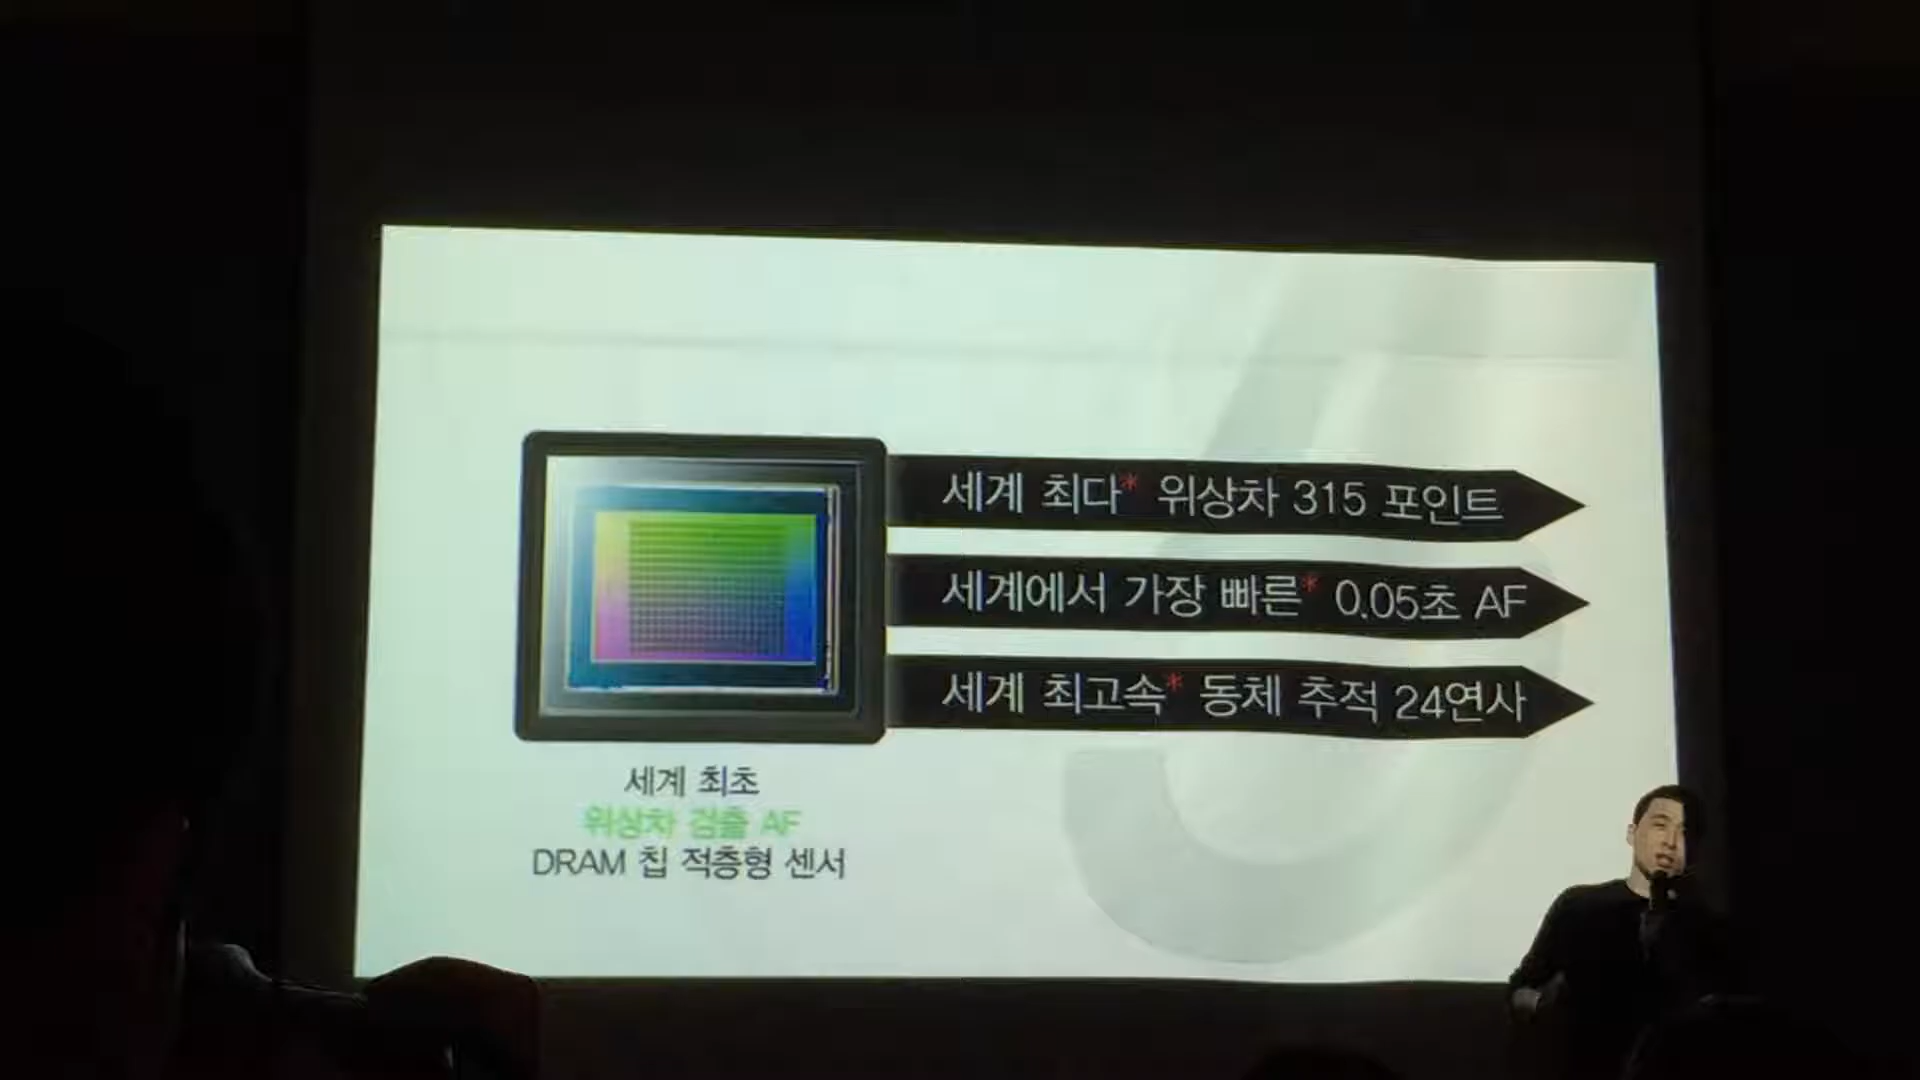 세계 최다* 위상차 315 포인트
세계에서 가장 빠른* 0.05초 AF
세계 최고속* 동체 추적 24연사
세계 최초
위상차 검출 AF
DRAM 칩 적층형 센서